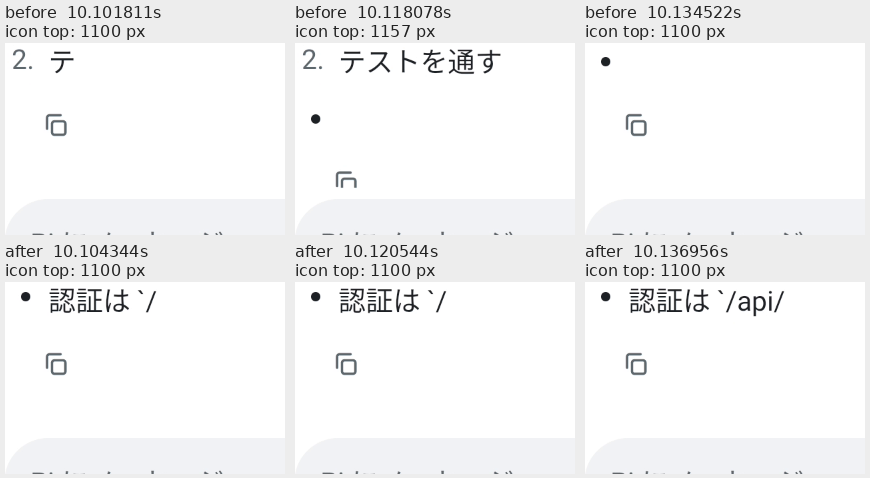 before 10.101811s
icon top: 1100 px
2. テ
before 10.118078s
icon top: 1157 px
2. テストを通す
•
before 10.134522s
icon top: 1100 px
•
after 10.104344s
icon top: 1100 px
• 認証は `/
after 10.120544s
icon top: 1100 px
• 認証は `/
after 10.136956s
icon top: 1100 px
• 認証は `/api/